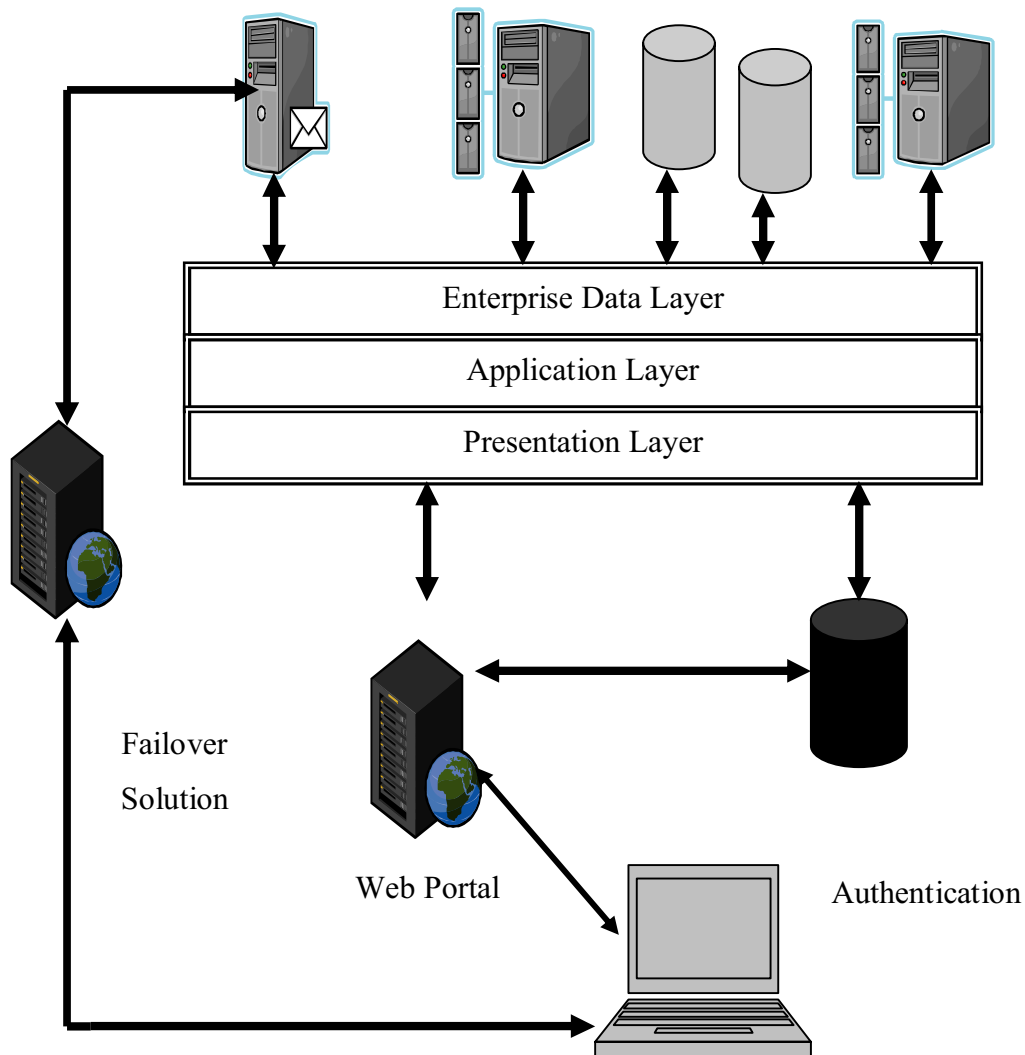 Enterprise Data Layer
Application Layer
Presentation Layer
Failover
Solution
Web Portal
Authentication